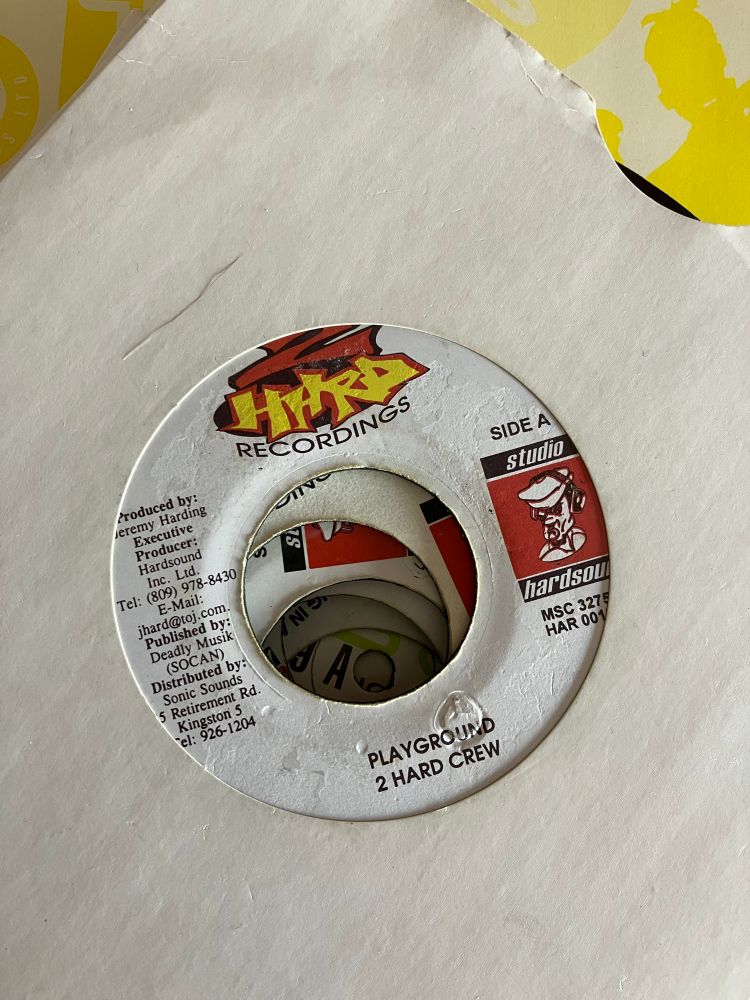 S LTD
HARD
RECORDINGS
SIDE A
studio
hardsou
MSC 3275
HAR 001
Produced by:
Jeremy Harding
Executive
Producer:
Hardsound
Inc. Ltd.
Tel: (809) 978-8430
E-Mail:
jhard@toj.com.
Published by:
Deadly Musik
(SOCAN)
Distributed by:
Sonic Sounds
5 Retirement Rd.
Kingston 5
Tel: 926-1204
PLAYGROUND
2 HARD CREW